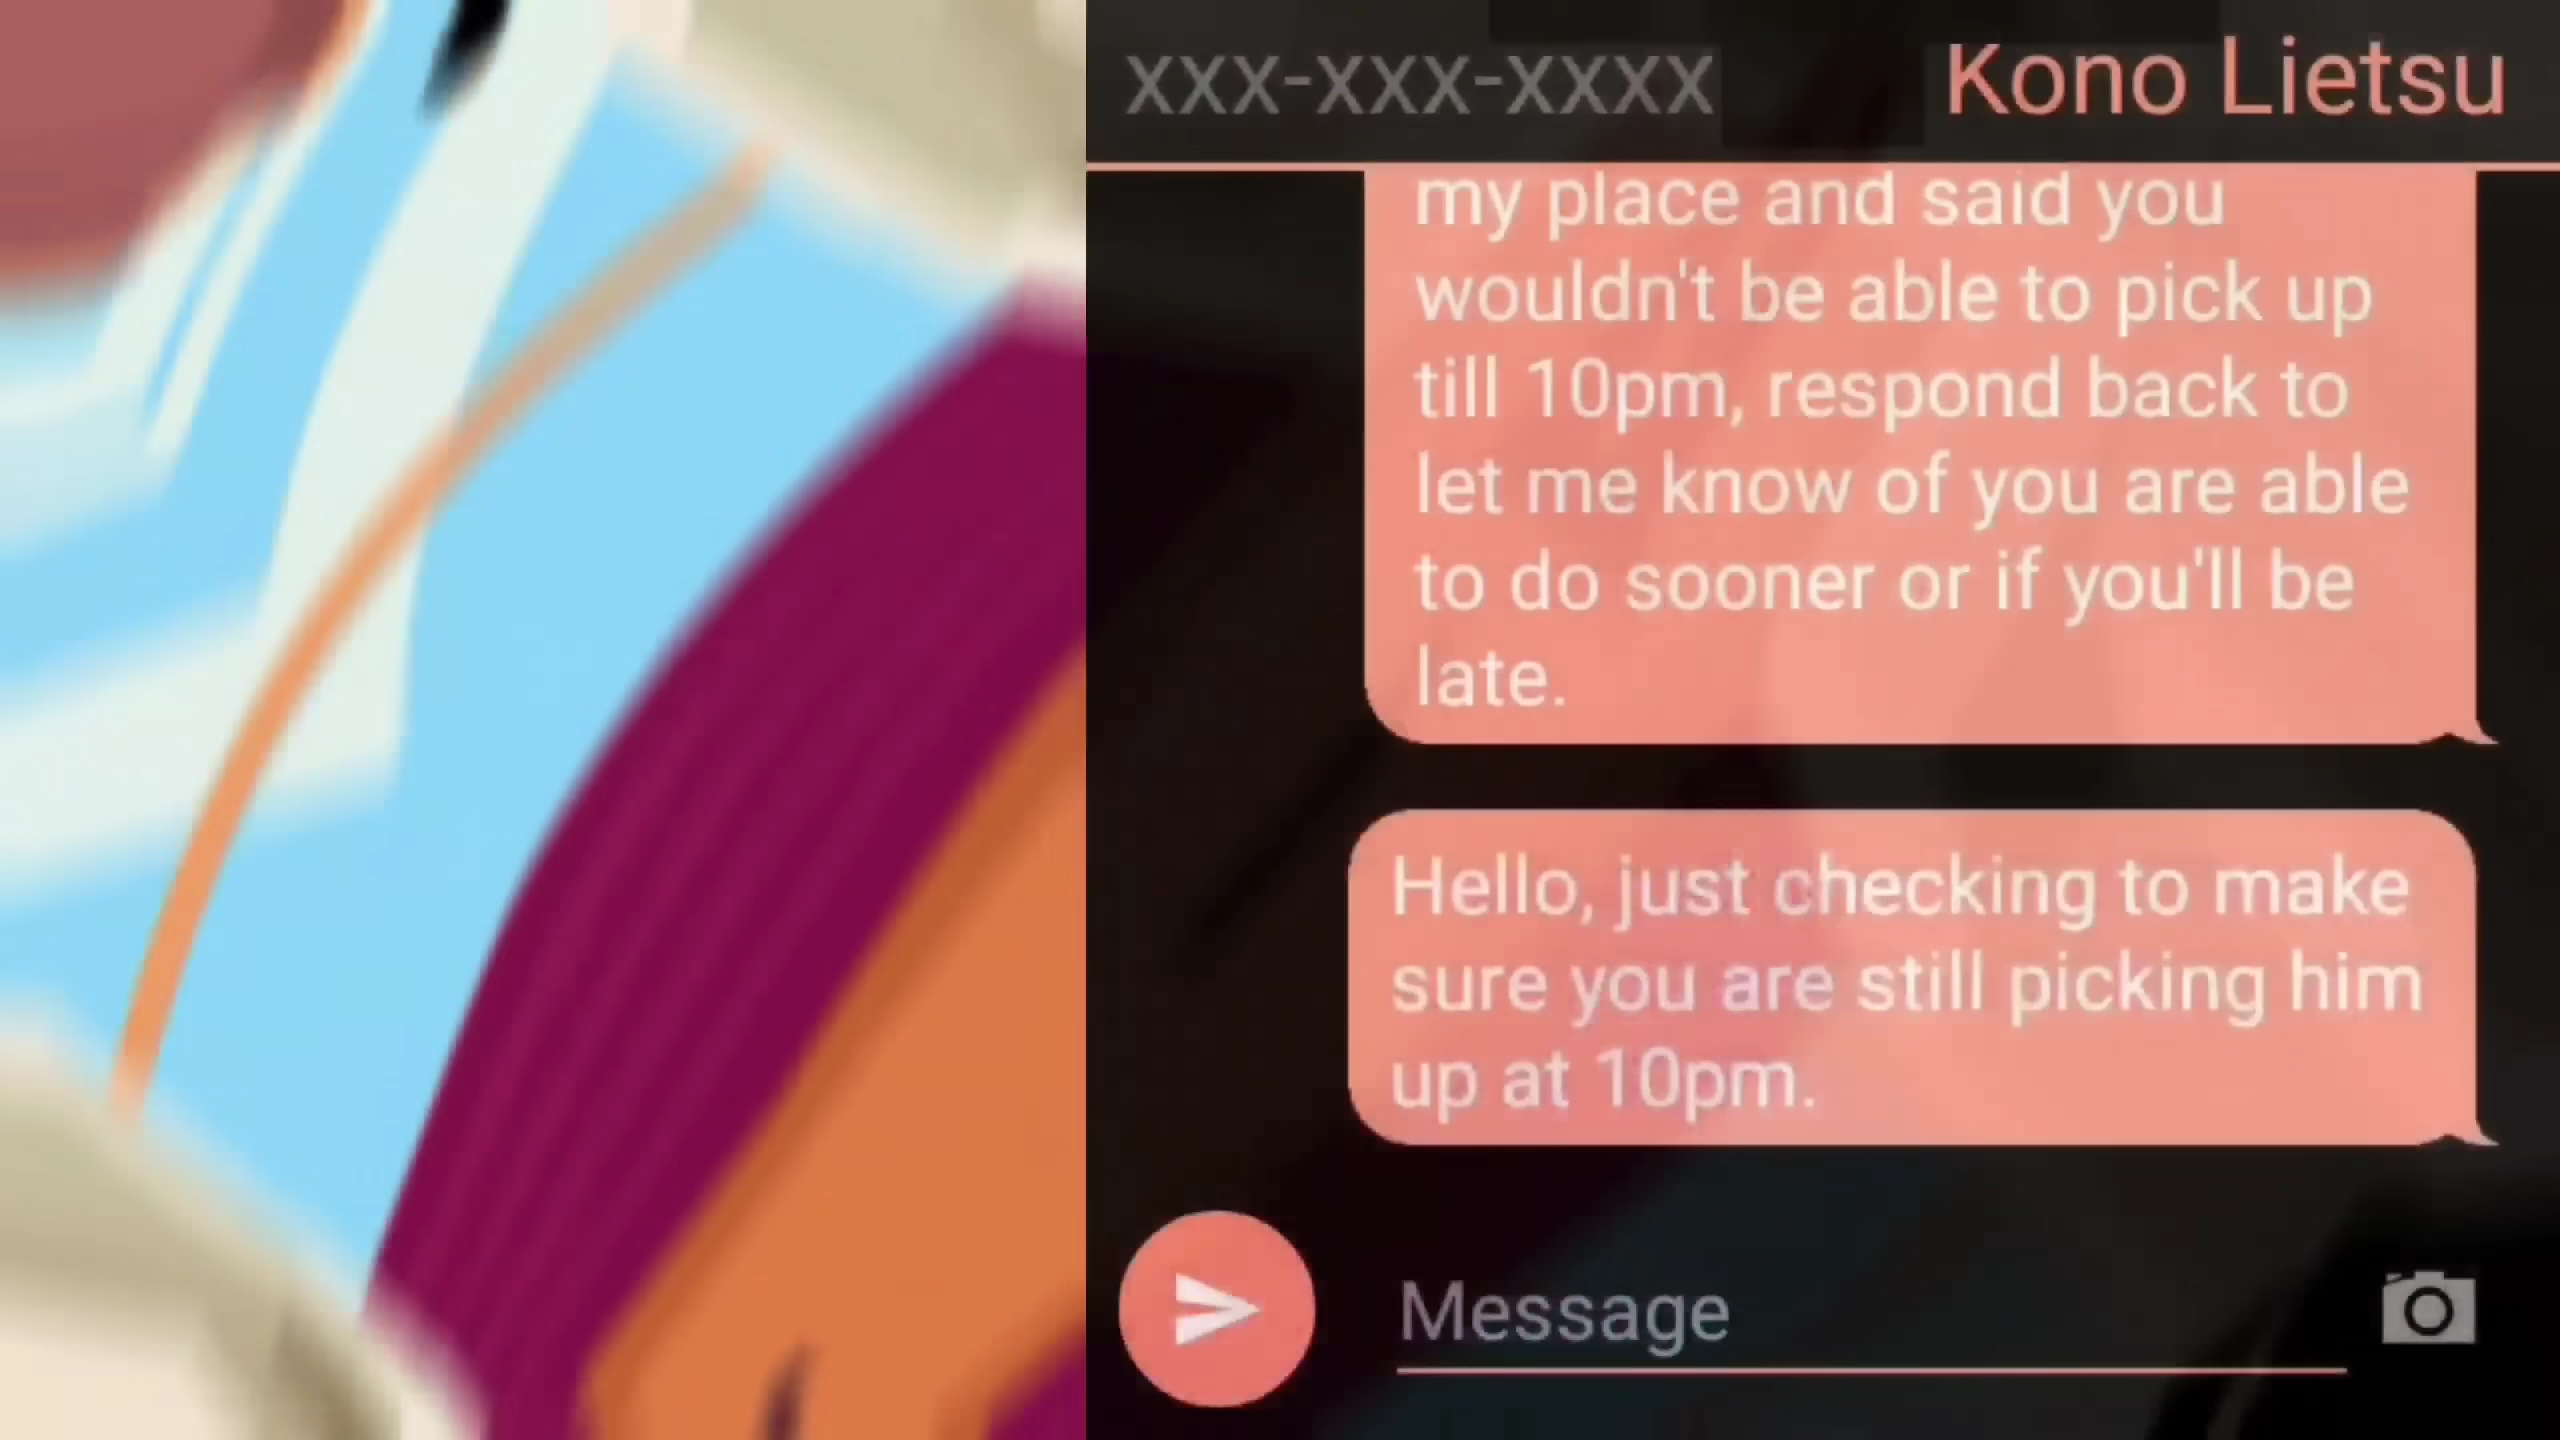 xxx-xxx-xxxx Kono Lietsu
my place and said you
wouldn't be able to pick up
till 10pm, respond back to
let me know of you are able
to do sooner or if you'll be
late.
Hello, just checking to make
sure you are still picking him
up at 10pm.
Message